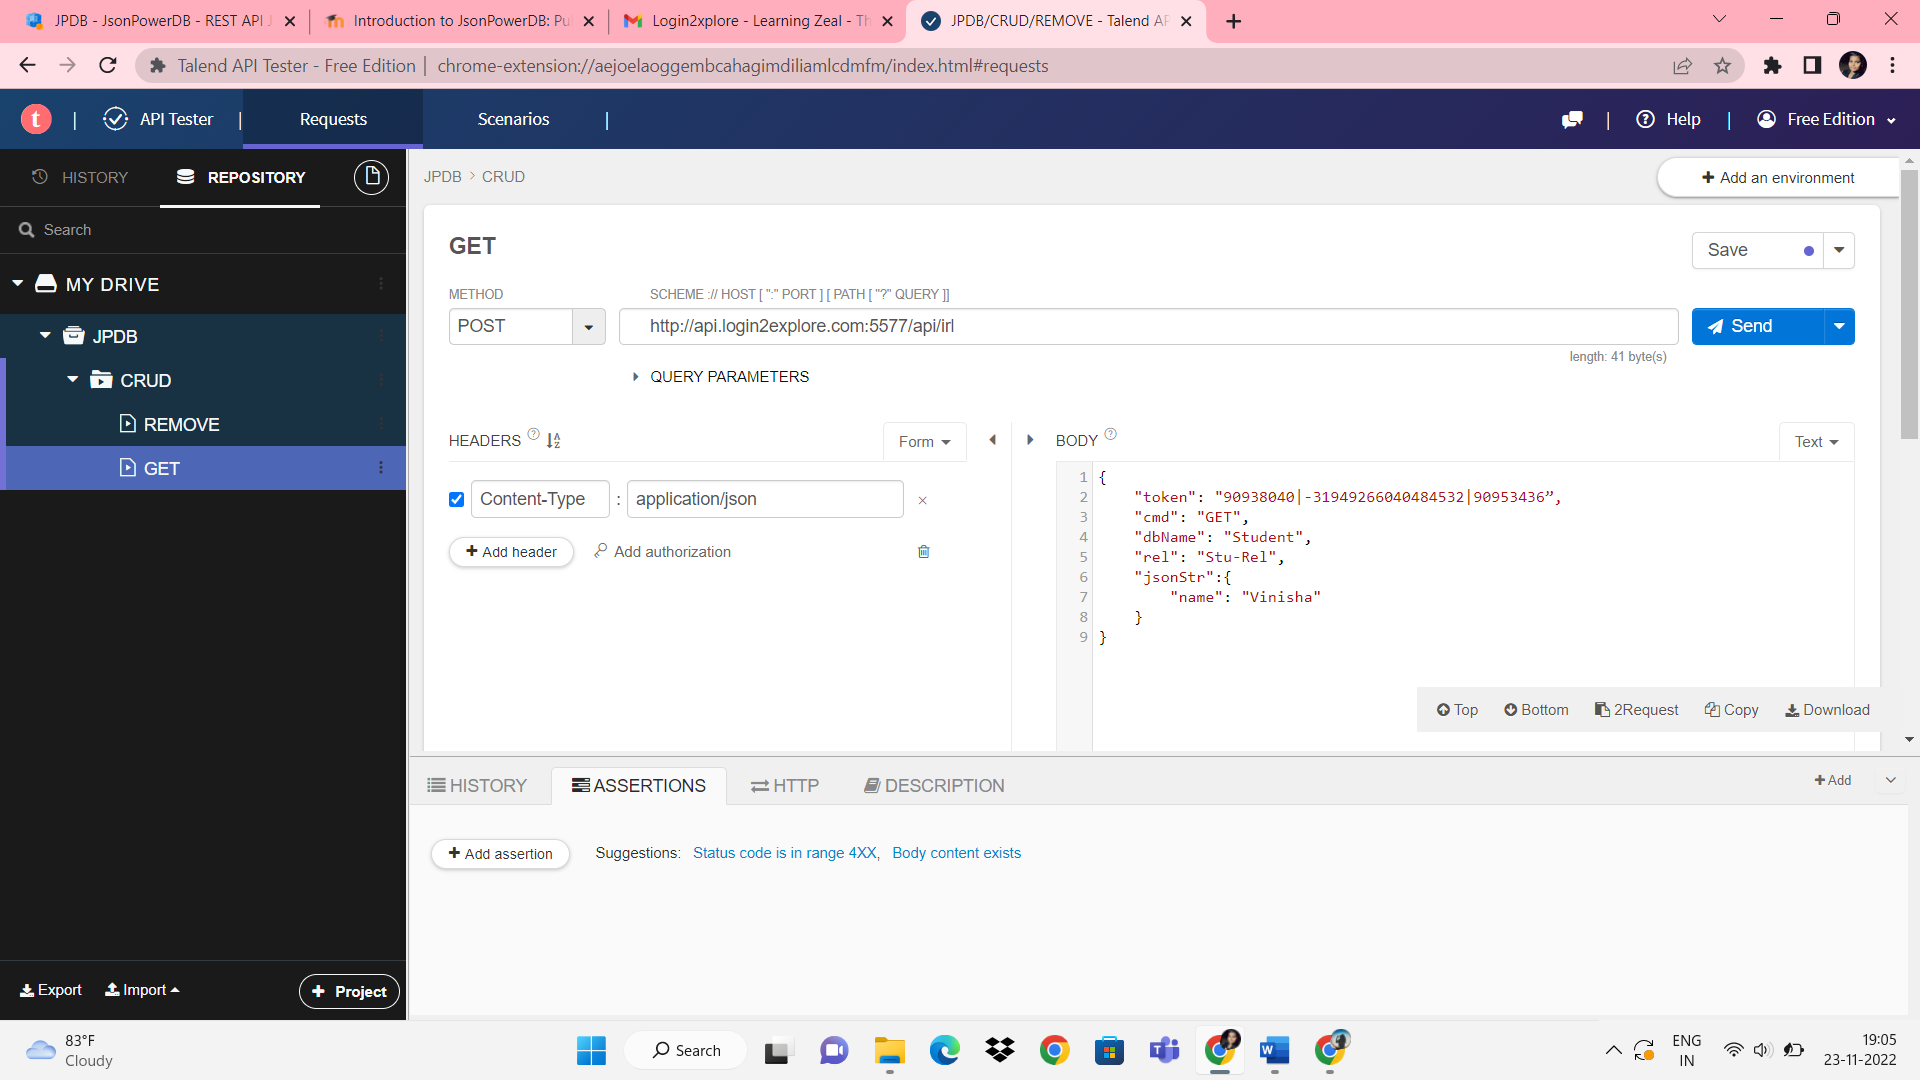 JPDB - JsonPowerDB - REST API J
Introduction to JsonPowerDB: Pu
Login2xplore - Learning Zeal - Th
JPDB/CRUD/REMOVE - Talend AP
Talend API Tester - Free Edition | chrome-extension://aejoelaoggembcahagimdiliamlcdmfm/index.html#requests
t | API Tester | Requests Scenarios | | Help | Free Edition
HISTORY REPOSITORY
JPDB > CRUD
+ Add an environment
Search
GET
Save
MY DRIVE
METHOD
SCHEME :// HOST [ ":" PORT ] [ PATH [ "?" QUERY ]]
POST
http://api.login2explore.com:5577/api/irl
Send
JPDB
length: 41 byte(s)
QUERY PARAMETERS
CRUD
REMOVE
GET
HEADERS ?
Form
BODY ?
Text
Content-Type : application/json ×
+ Add header
Add authorization
1 {
2 "token": "90938040|-31949266040484532|90953436”,
3 "cmd": "GET",
4 "dbName": "Student",
5 "rel": "Stu-Rel",
6 "jsonStr":{
7 "name": "Vinisha"
8 }
9 }
Top Bottom 2Request Copy Download
HISTORY ASSERTIONS HTTP DESCRIPTION
+ Add
+ Add assertion
Suggestions: Status code is in range 4XX, Body content exists
Export Import + Project
83°F
Cloudy
Search
ENG
IN
19:05
23-11-2022